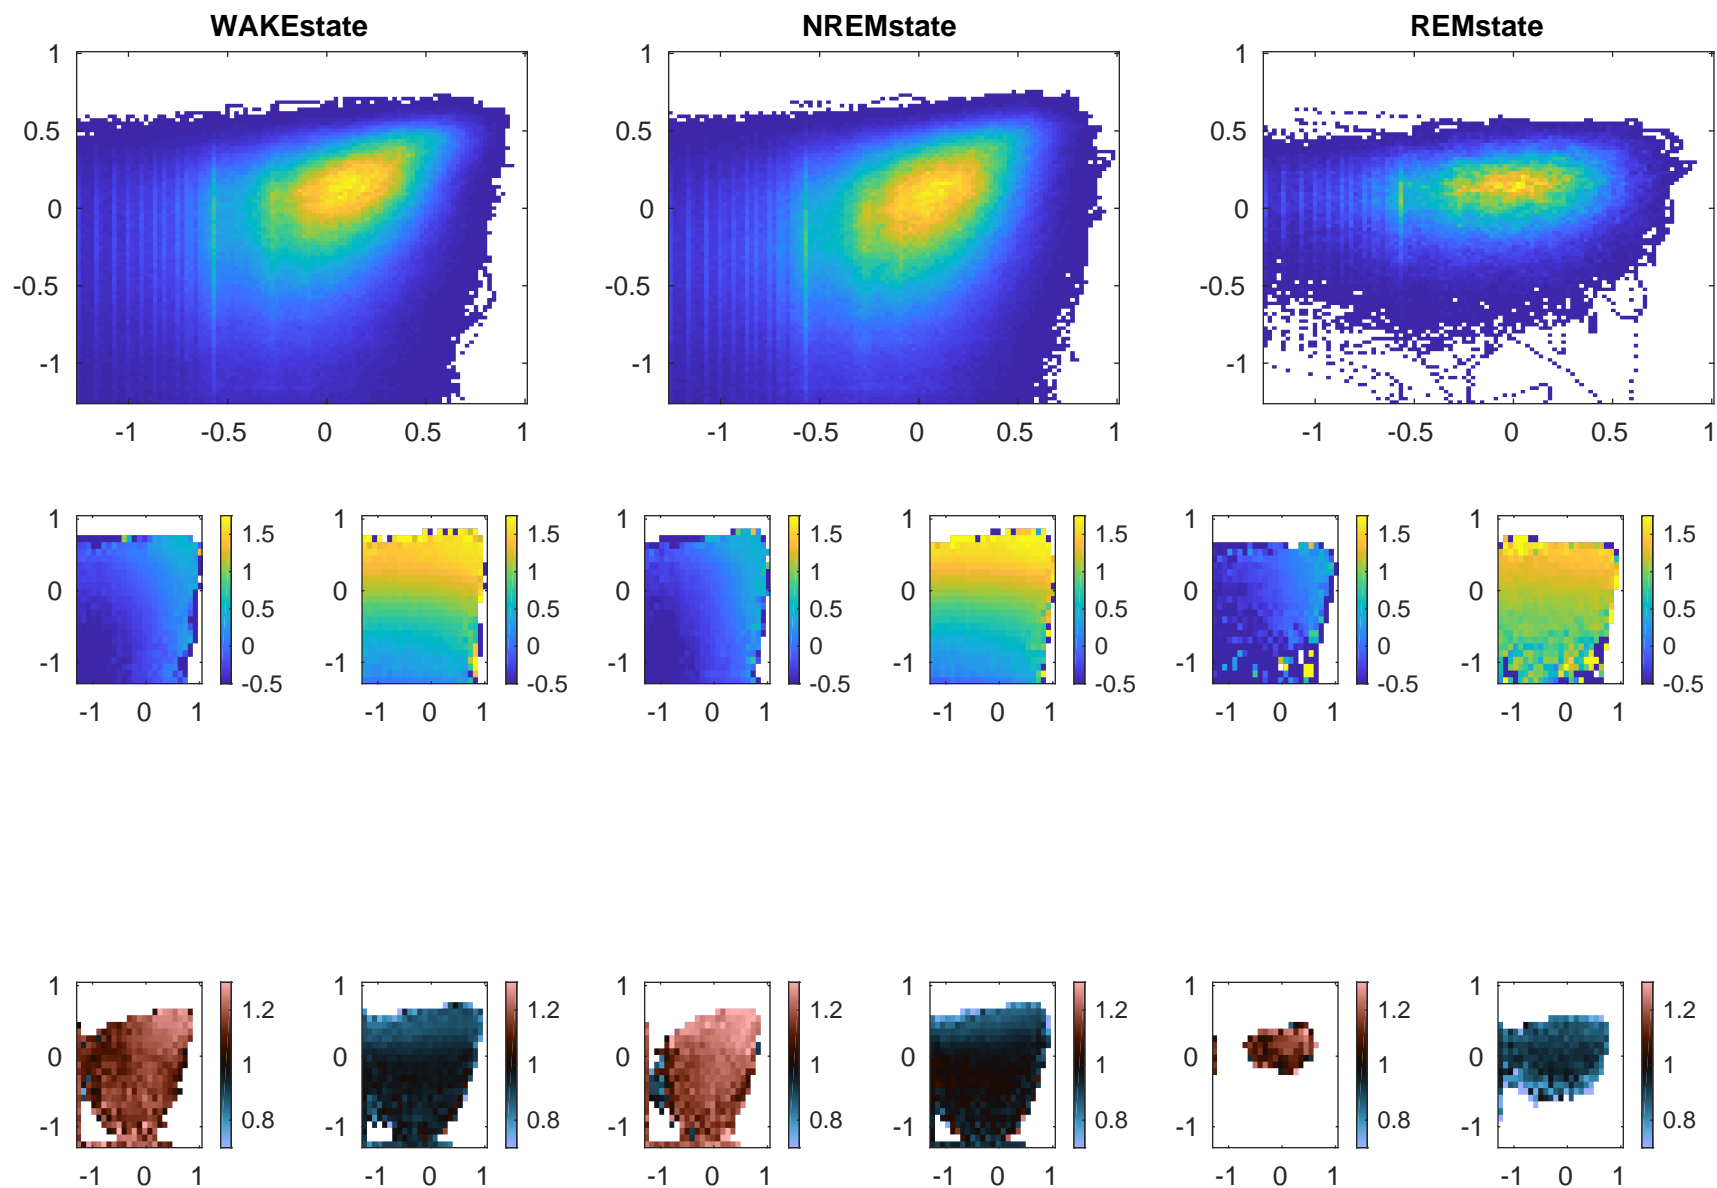 WAKEstate NREMstate REMstate
1 1 1
0.5 0.5 0.5
0 0 0
-0.5 -0.5 -0.5
-1 -1 -1
-1 -0.5 0 0.5 1 -1 -0.5 0 0.5 1 -1 -0.5 0 0.5 1
1 1.5 1 1.5 1 1.5 1 1.5 1 1.5 1 1.5
1 1 1 1 1 1
0 0.5 0 0.5 0 0.5 0 0.5 0 0.5 0 0.5
0 0 0 0 0 0
-1 -0.5 -1 -0.5 -1 -0.5 -1 -0.5 -1 -0.5 -1 -0.5
-1 0 1 -1 0 1 -1 0 1 -1 0 1 -1 0 1 -1 0 1
1 1.2 1 1.2 1 1.2 1 1.2 1 1.2 1 1.2
0 1 0 1 0 1 0 1 0 1 0 1
-1 0.8 -1 0.8 -1 0.8 -1 0.8 -1 0.8 -1 0.8
-1 0 1 -1 0 1 -1 0 1 -1 0 1 -1 0 1 -1 0 1